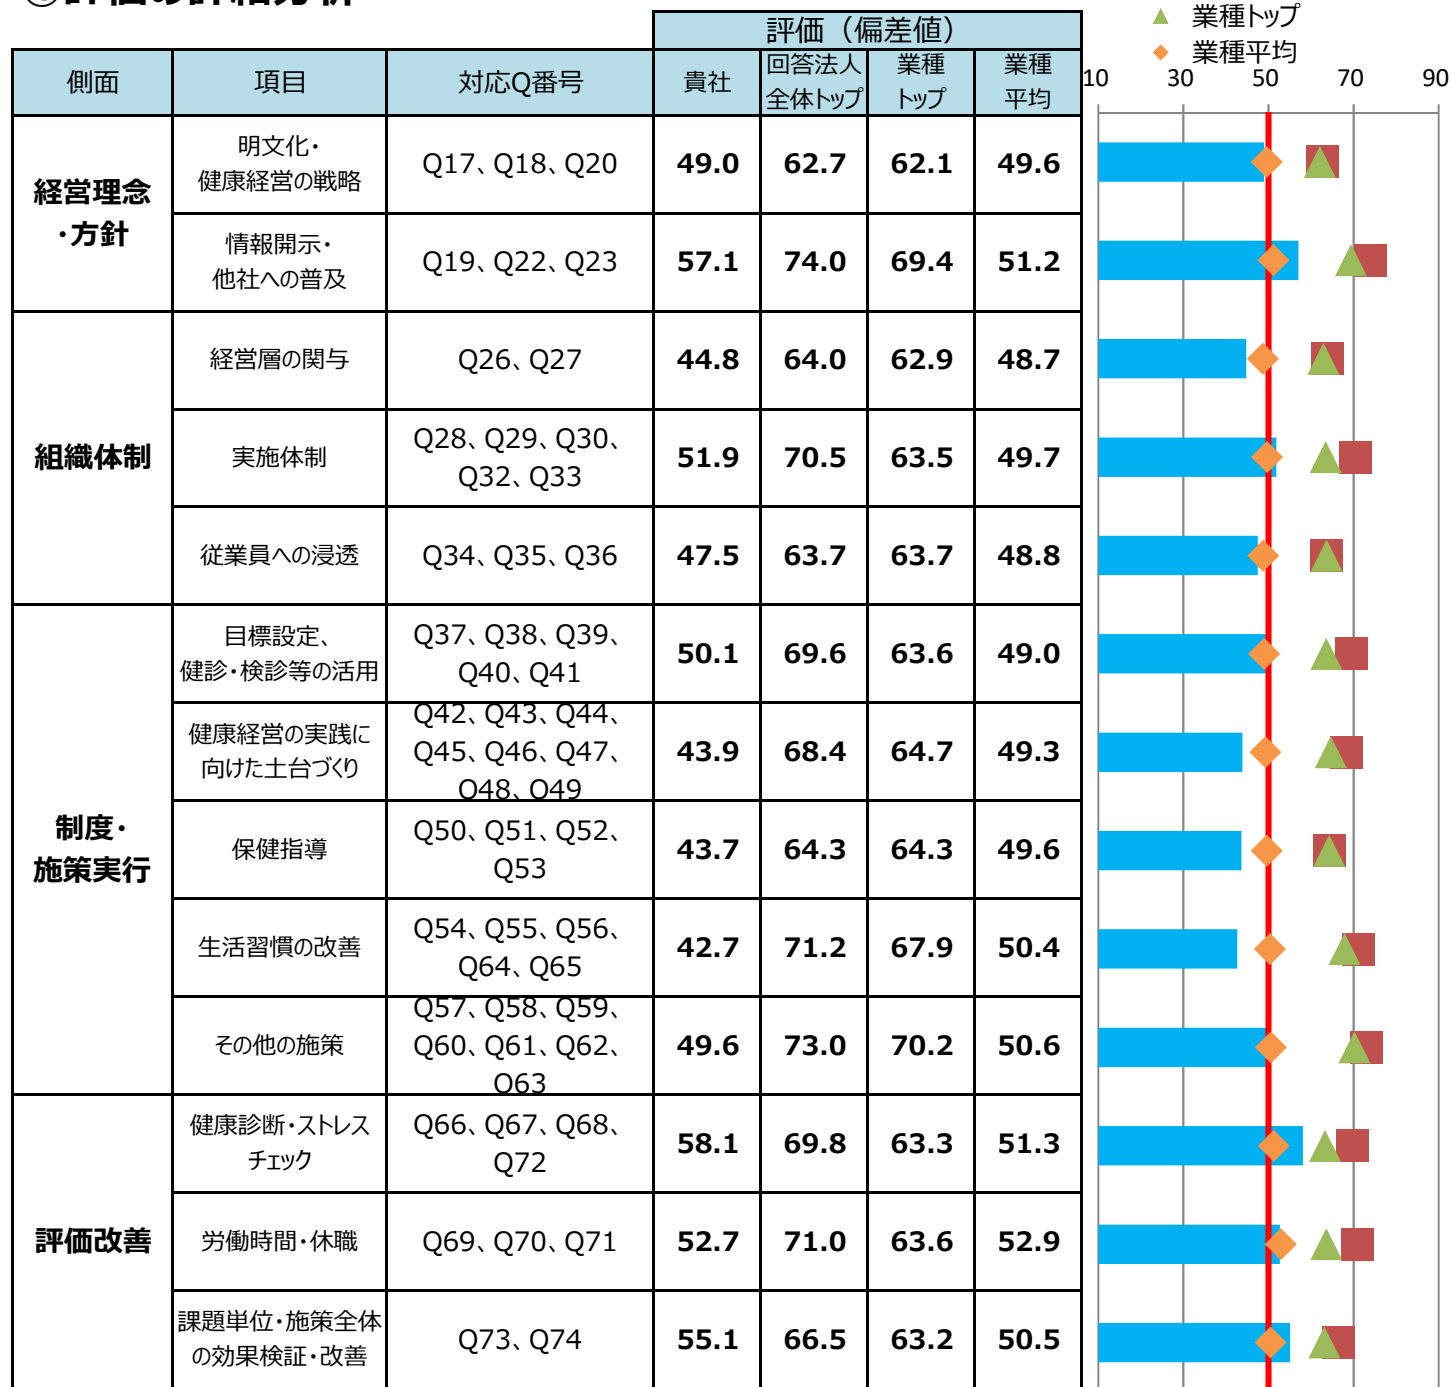 評価の詳細分析
▲ 業種トップ
◆ 業種平均
評価（偏差値）
側面 項目 対応Q番号 貴社 回答法人 業種 業種
全体トップ トップ 平均
10 30 50 70 90
経営理念
・方針
明文化・
健康経営の戦略
Q17、Q18、Q20 49.0 62.7 62.1 49.6
情報開示・
他社への普及
Q19、Q22、Q23 57.1 74.0 69.4 51.2
組織体制
経営層の関与 Q26、Q27 44.8 64.0 62.9 48.7
実施体制
Q28、Q29、Q30、
Q32、Q33
51.9 70.5 63.5 49.7
従業員への浸透 Q34、Q35、Q36 47.5 63.7 63.7 48.8
制度・
施策実行
目標設定、
健診・検診等の活用
Q37、Q38、Q39、
Q40、Q41
50.1 69.6 63.6 49.0
健康経営の実践に
向けた土台づくり
Q42、Q43、Q44、
Q45、Q46、Q47、
Q48、Q49
43.9 68.4 64.7 49.3
保健指導
Q50、Q51、Q52、
Q53
43.7 64.3 64.3 49.6
生活習慣の改善
Q54、Q55、Q56、
Q64、Q65
42.7 71.2 67.9 50.4
その他の施策
Q57、Q58、Q59、
Q60、Q61、Q62、
Q63
49.6 73.0 70.2 50.6
評価改善
健康診断・ストレス
チェック
Q66、Q67、Q68、
Q72
58.1 69.8 63.3 51.3
労働時間・休職 Q69、Q70、Q71 52.7 71.0 63.6 52.9
課題単位・施策全体
の効果検証・改善
Q73、Q74 55.1 66.5 63.2 50.5